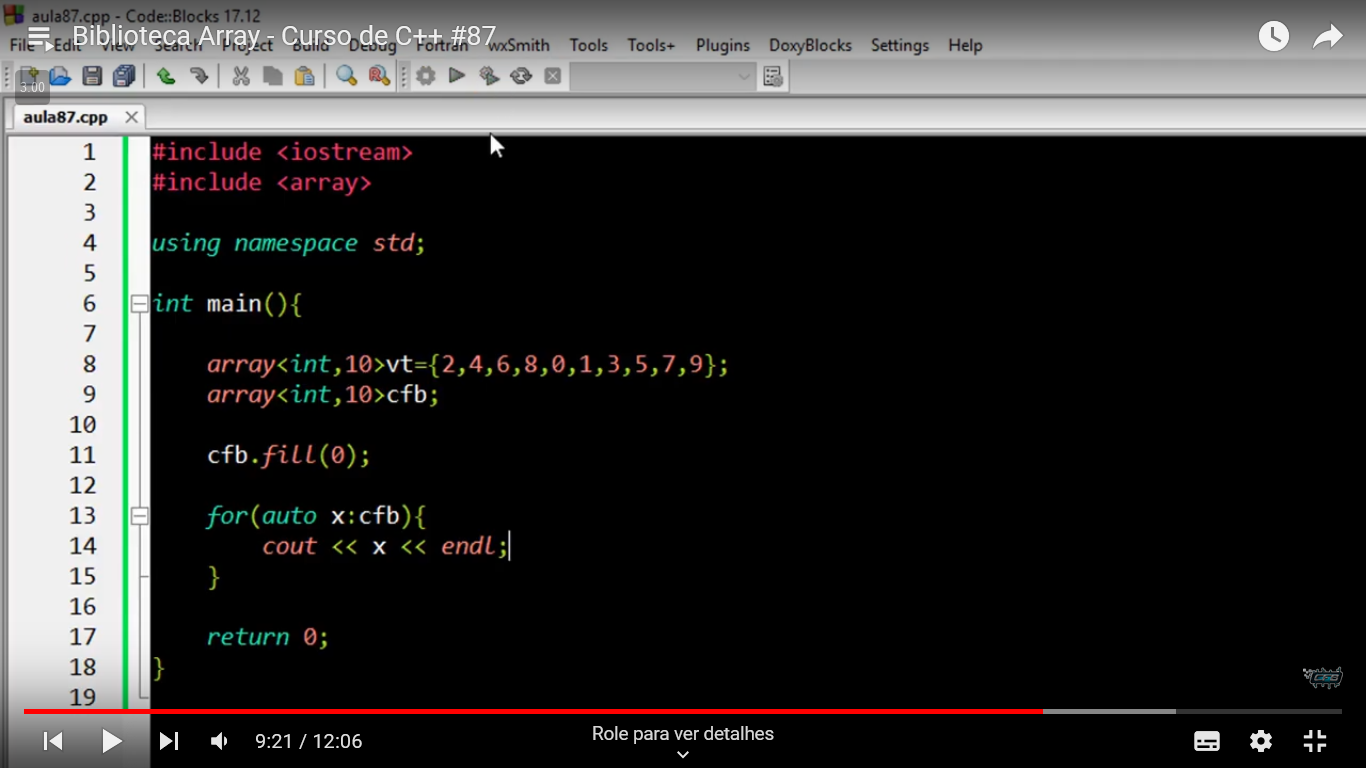 aula87.cpp - Code::Blocks 17.12
Biblioteca Array - Curso de C++ #87
File Edit View Search Project Build Debug Fortran wxSmith Tools Tools+ Plugins DoxyBlocks Settings Help
3.00
aula87.cpp
1 #include <iostream>
2 #include <array>
3
4 using namespace std;
5
6 int main(){
7
8 array<int,10>vt={2,4,6,8,0,1,3,5,7,9};
9 array<int,10>cfb;
10
11 cfb.fill(0);
12
13 for(auto x:cfb){
14 cout << x << endl;
15 }
16
17 return 0;
18 }
19
9:21 / 12:06
Role para ver detalhes